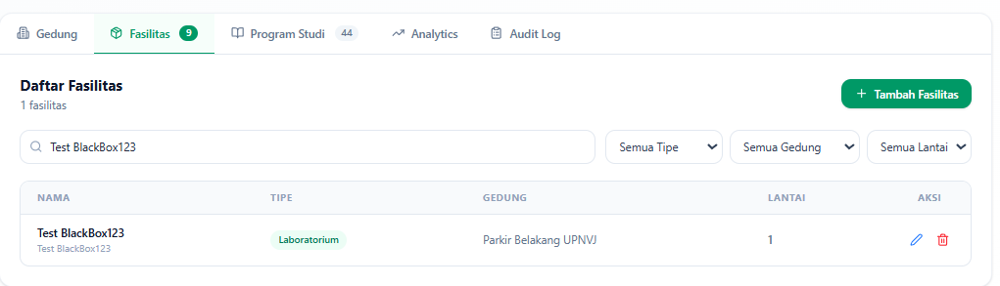 Gedung Fasilitas 9 Program Studi 44 Analytics Audit Log
Daftar Fasilitas
1 fasilitas
Tambah Fasilitas
Test BlackBox123 Semua Tipe Semua Gedung Semua Lantai
NAMA TIPE GEDUNG LANTAI AKSI
Test BlackBox123 Laboratorium Parkir Belakang UPNVJ 1
Test BlackBox123